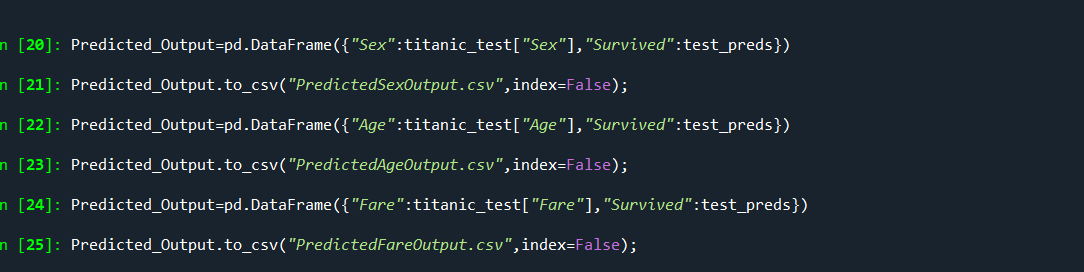 n [20]: Predicted_Output=pd.DataFrame({"Sex":titanic_test["Sex"],"Survived":test_preds})
n [21]: Predicted_Output.to_csv("PredictedSexOutput.csv",index=False);
n [22]: Predicted_Output=pd.DataFrame({"Age":titanic_test["Age"],"Survived":test_preds})
n [23]: Predicted_Output.to_csv("PredictedAgeOutput.csv",index=False);
n [24]: Predicted_Output=pd.DataFrame({"Fare":titanic_test["Fare"],"Survived":test_preds})
n [25]: Predicted_Output.to_csv("PredictedFareOutput.csv",index=False);